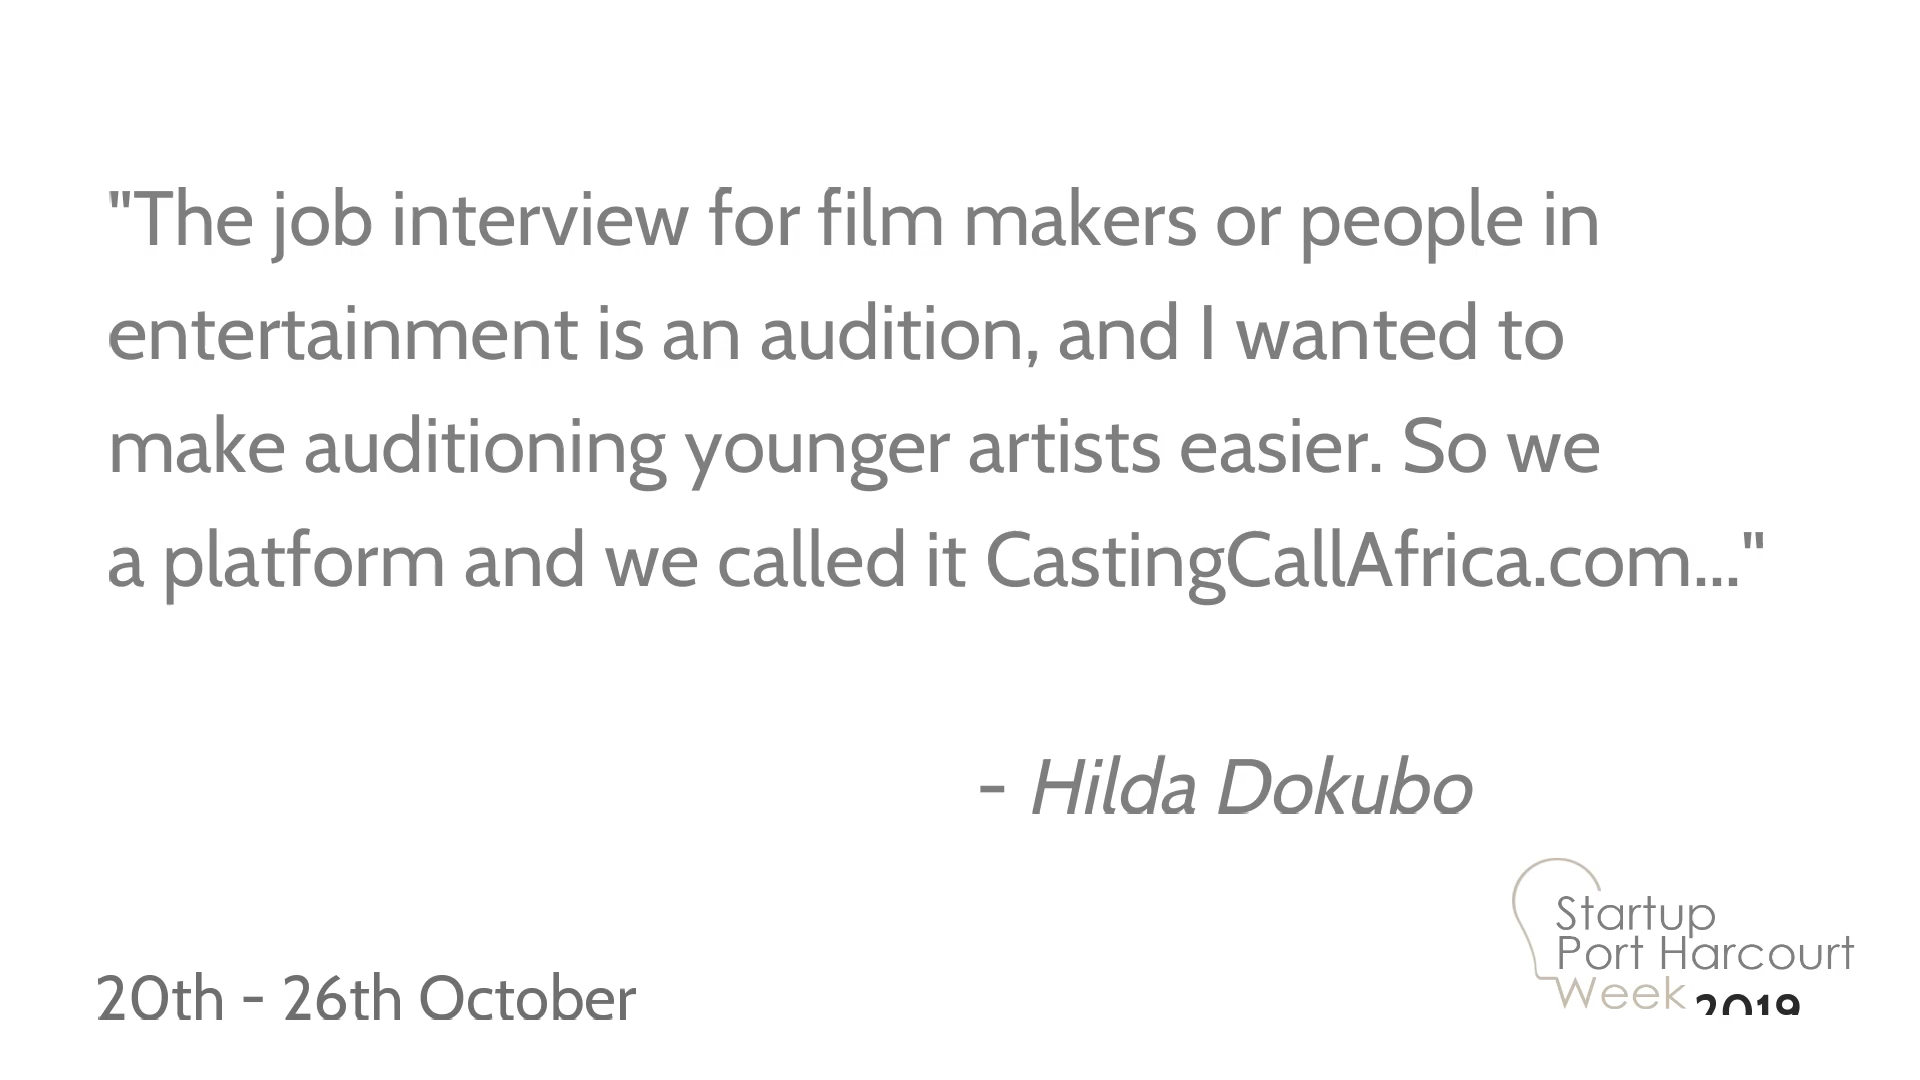 "The job interview for film makers or people in
entertainment is an audition, and I wanted to
make auditioning younger artists easier. So we
a platform and we called it CastingCallAfrica.com..."
- Hilda Dokubo
20th - 26th October
Startup
Port Harcourt
Week 2019